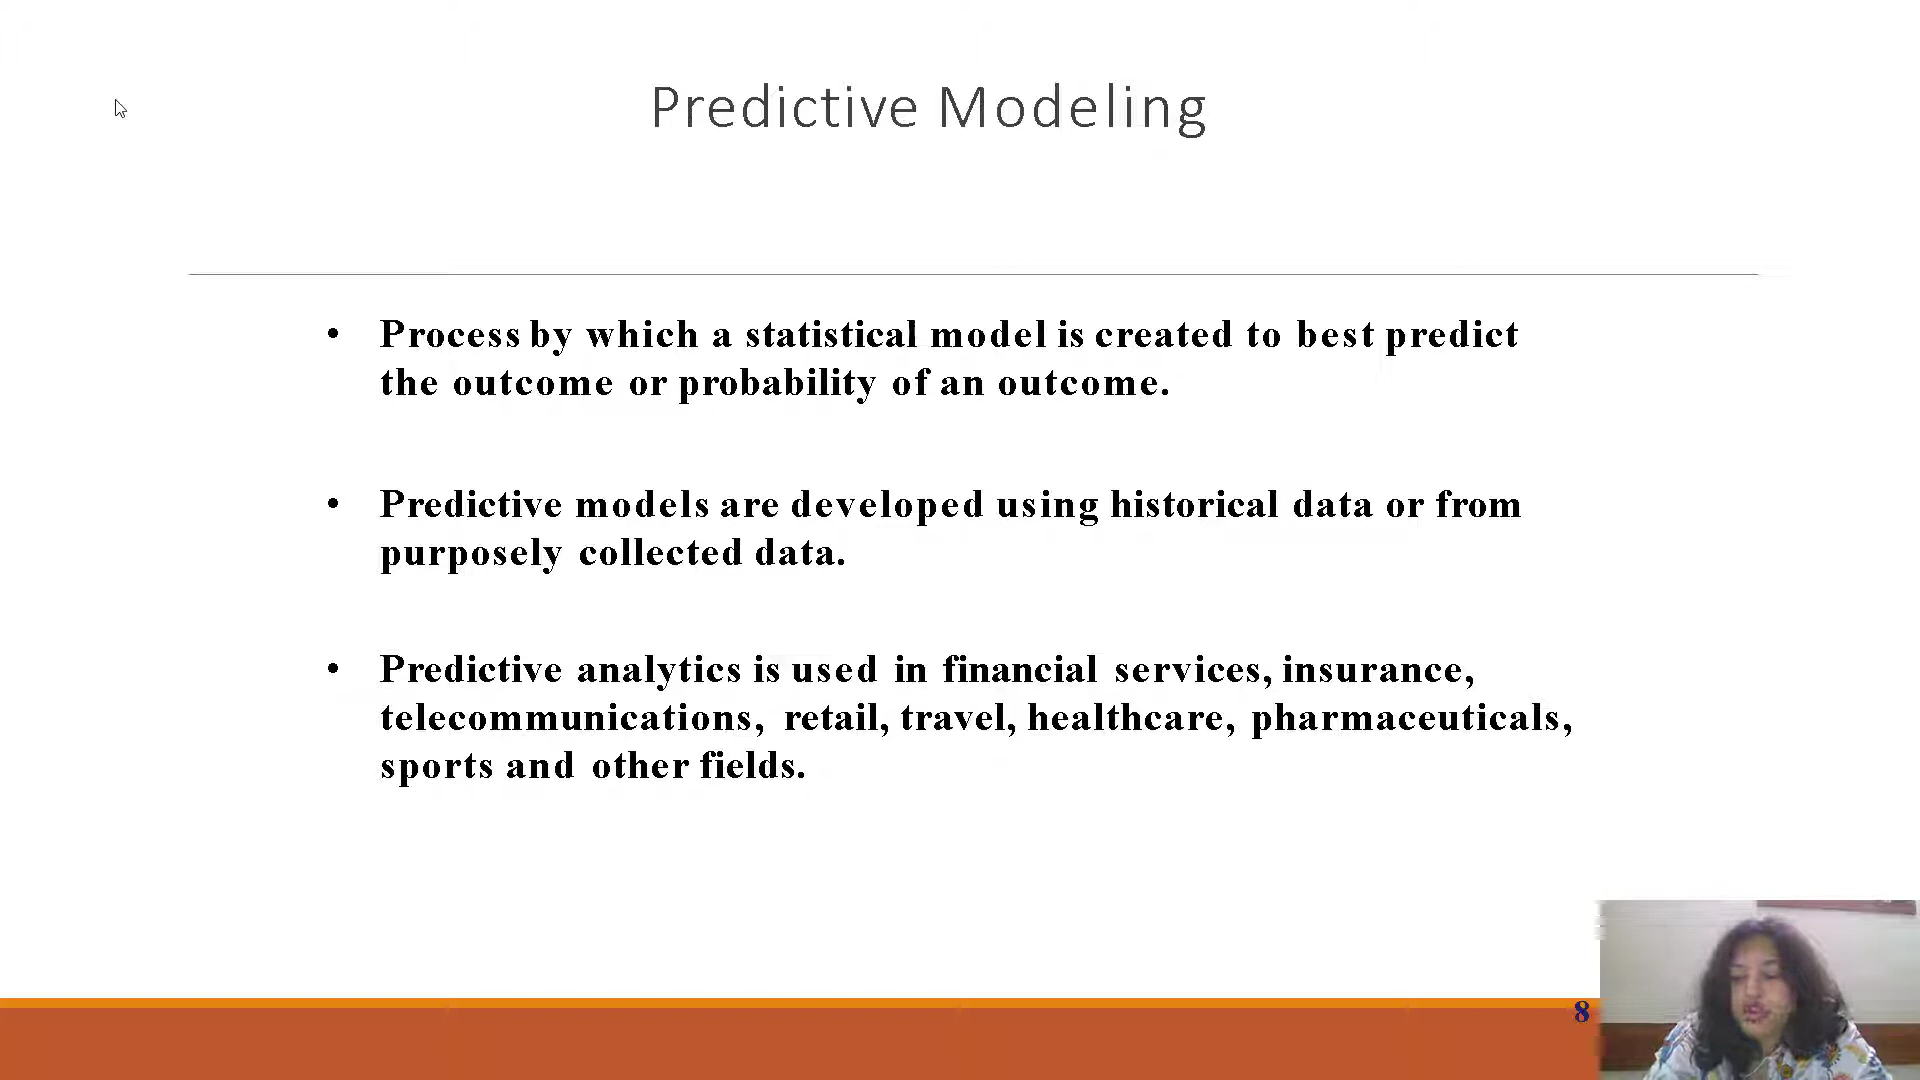 Predictive Modeling
• Process by which a statistical model is created to best predict
the outcome or probability of an outcome.
• Predictive models are developed using historical data or from
purposely collected data.
• Predictive analytics is used in financial services, insurance,
telecommunications, retail, travel, healthcare, pharmaceuticals,
sports and other fields.
8